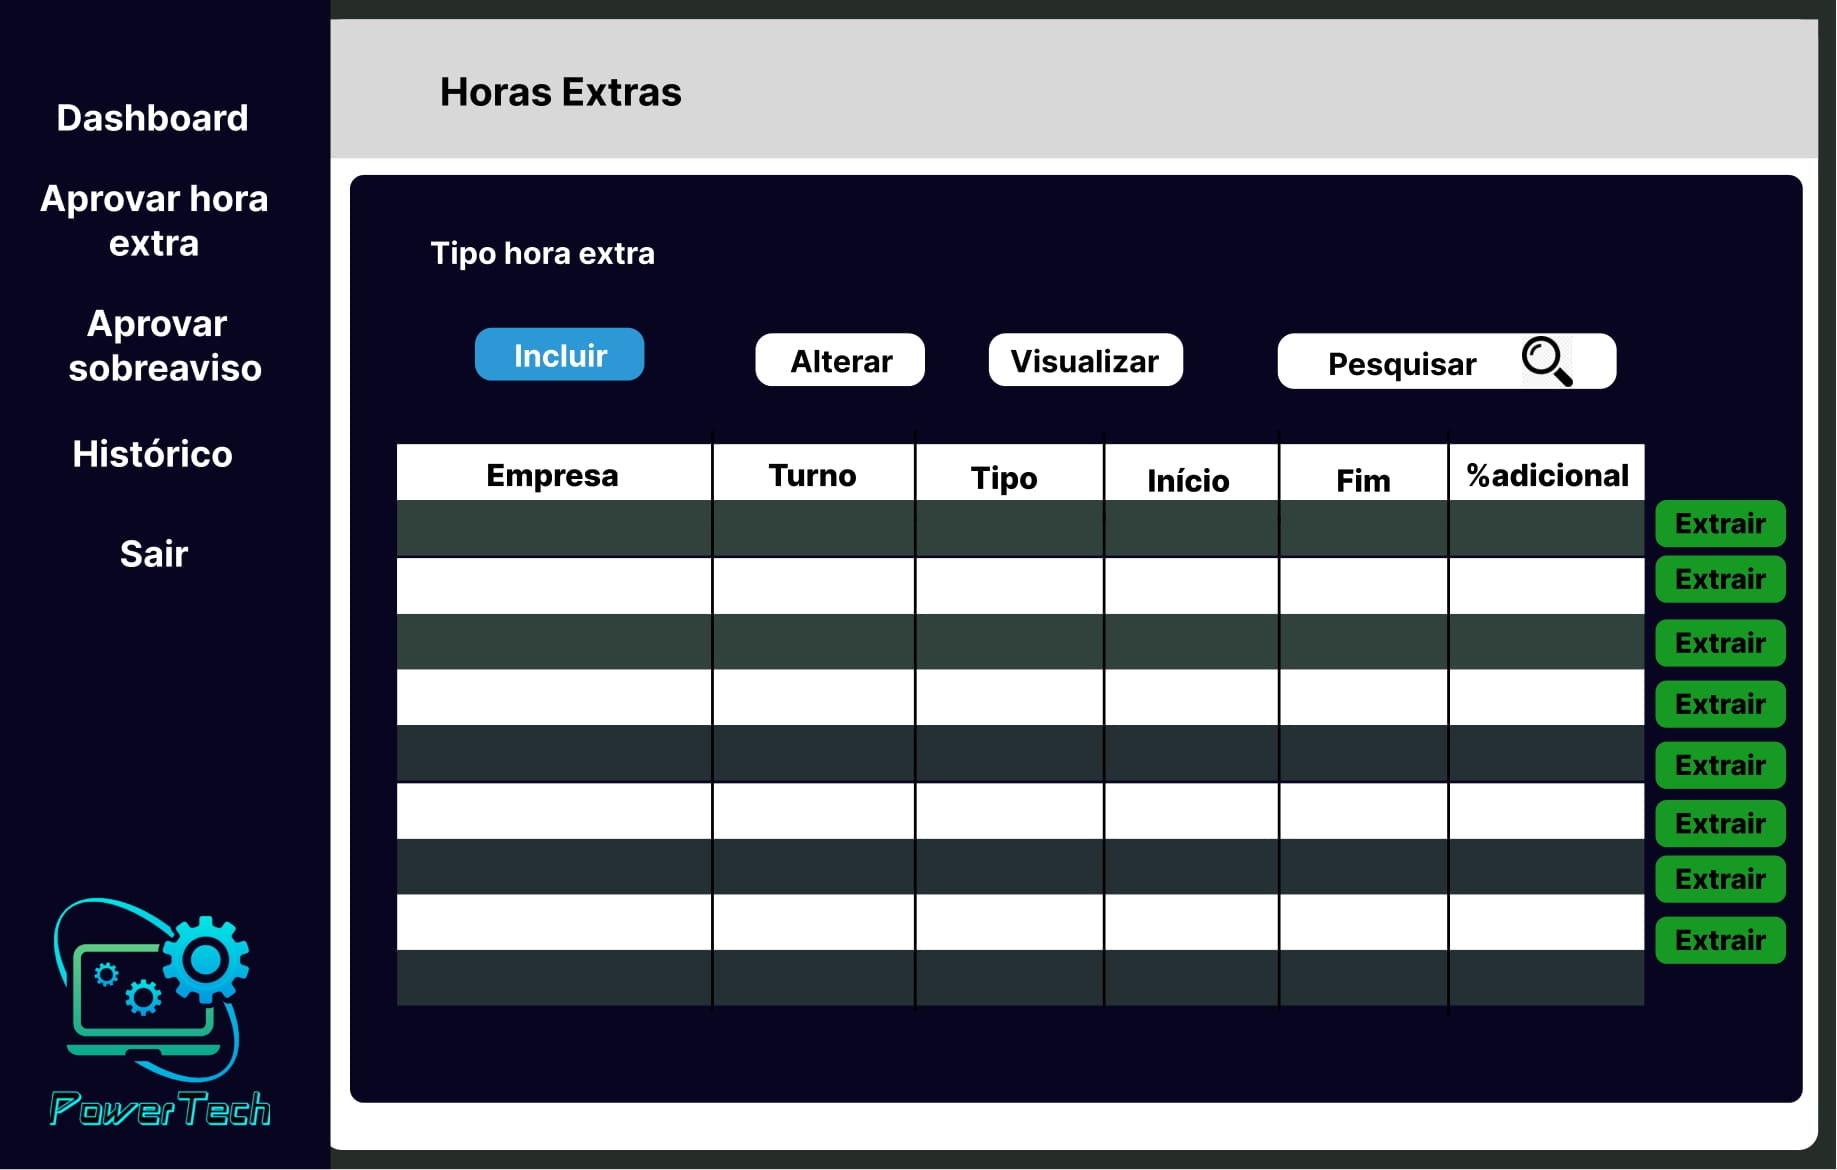 Dashboard
Aprovar hora
extra
Aprovar
sobreaviso
Histórico
Sair
PowerTech
Horas Extras
Tipo hora extra
Incluir
Alterar
Visualizar
Pesquisar
Empresa
Turno
Tipo
Início
Fim
%adicional
Extrair
Extrair
Extrair
Extrair
Extrair
Extrair
Extrair
Extrair